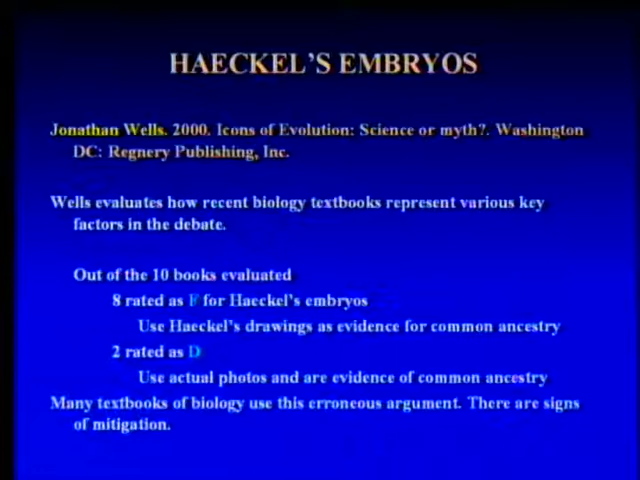 HAECKEL'S EMBRYOS
Jonathan Wells. 2000. Icons of Evolution: Science or myth?. Washington
DC: Regnery Publishing, Inc.
Wells evaluates how recent biology textbooks represent various key
factors in the debate.
Out of the 10 books evaluated
8 rated as F for Haeckel's embryos
Use Haeckel's drawings as evidence for common ancestry
2 rated as D
Use actual photos and are evidence of common ancestry
Many textbooks of biology use this erroneous argument. There are signs
of mitigation.